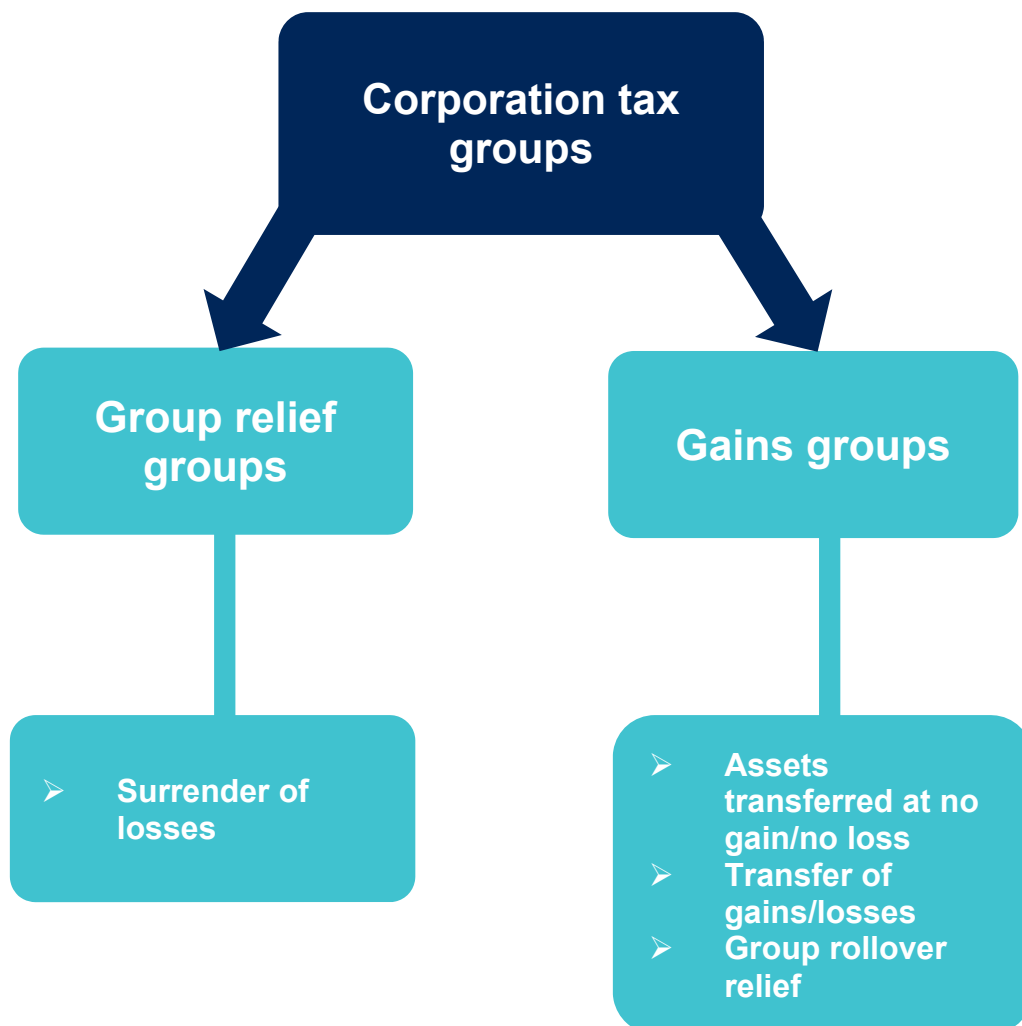 Corporation tax
groups
Group relief
groups
Gains groups
➢ Surrender of
losses
➢ Assets
transferred at no
gain/no loss
➢ Transfer of
gains/losses
➢ Group rollover
relief